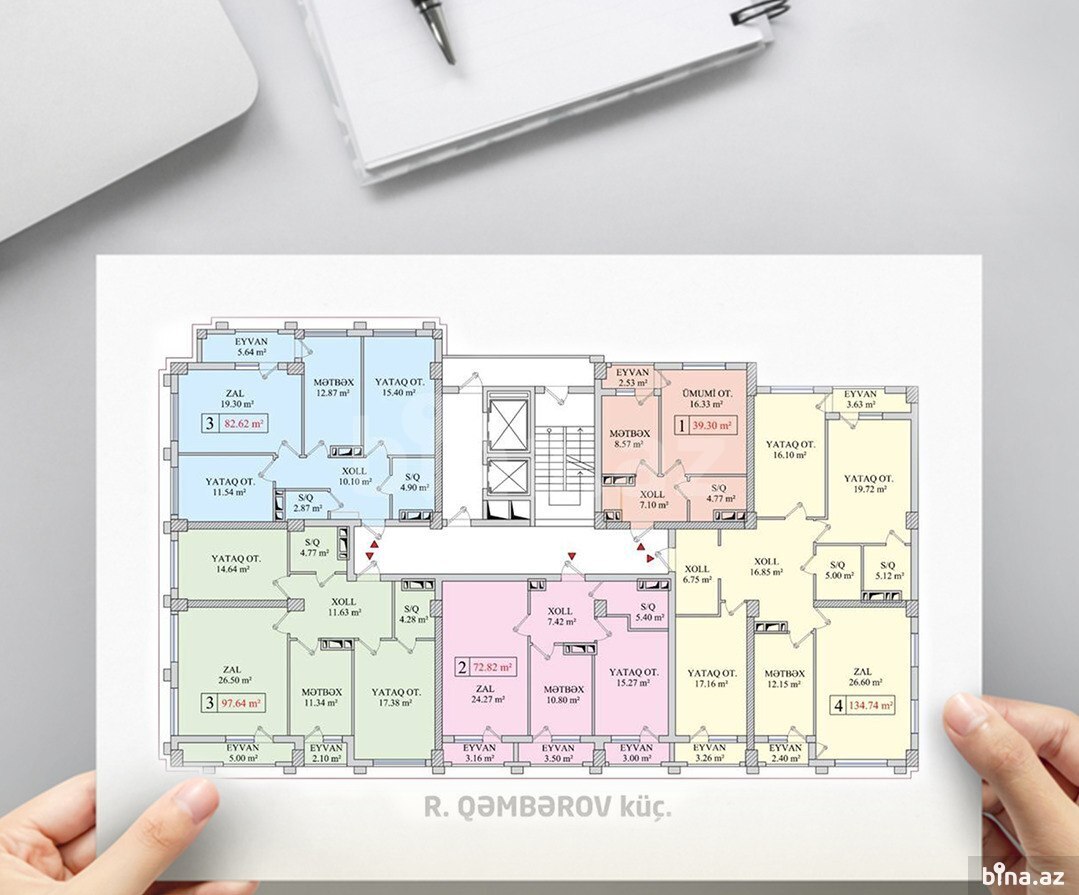 EYVAN
5.64 m²
ZAL
19.30 m²
3 82.62 m²
MƏTBƏX
12.87 m²
YATAQ OT.
15.40 m²
YATAQ OT.
11.54 m²
S/Q
2.87 m²
XOLL
10.10 m²
S/Q
4.90 m²
EYVAN
2.53 m²
ÜMUMİ OT.
16.33 m²
1 39.30 m²
MƏTBƏX
8.57 m²
XOLL
7.10 m²
S/Q
4.77 m²
EYVAN
3.63 m²
YATAQ OT.
16.10 m²
YATAQ OT.
19.72 m²
XOLL
6.75 m²
XOLL
16.85 m²
S/Q
5.00 m²
S/Q
5.12 m²
YATAQ OT.
17.16 m²
MƏTBƏX
12.15 m²
ZAL
26.60 m²
4 134.74 m²
EYVAN
3.26 m²
EYVAN
2.40 m²
YATAQ OT.
14.64 m²
S/Q
4.77 m²
XOLL
11.63 m²
S/Q
4.28 m²
ZAL
26.50 m²
3 97.64 m²
MƏTBƏX
11.34 m²
YATAQ OT.
17.38 m²
EYVAN
5.00 m²
EYVAN
2.10 m²
XOLL
7.42 m²
S/Q
5.40 m²
2 72.82 m²
ZAL
24.27 m²
MƏTBƏX
10.80 m²
YATAQ OT.
15.27 m²
EYVAN
3.16 m²
EYVAN
3.50 m²
EYVAN
3.00 m²
R. QƏMBƏROV küç.
bina.az